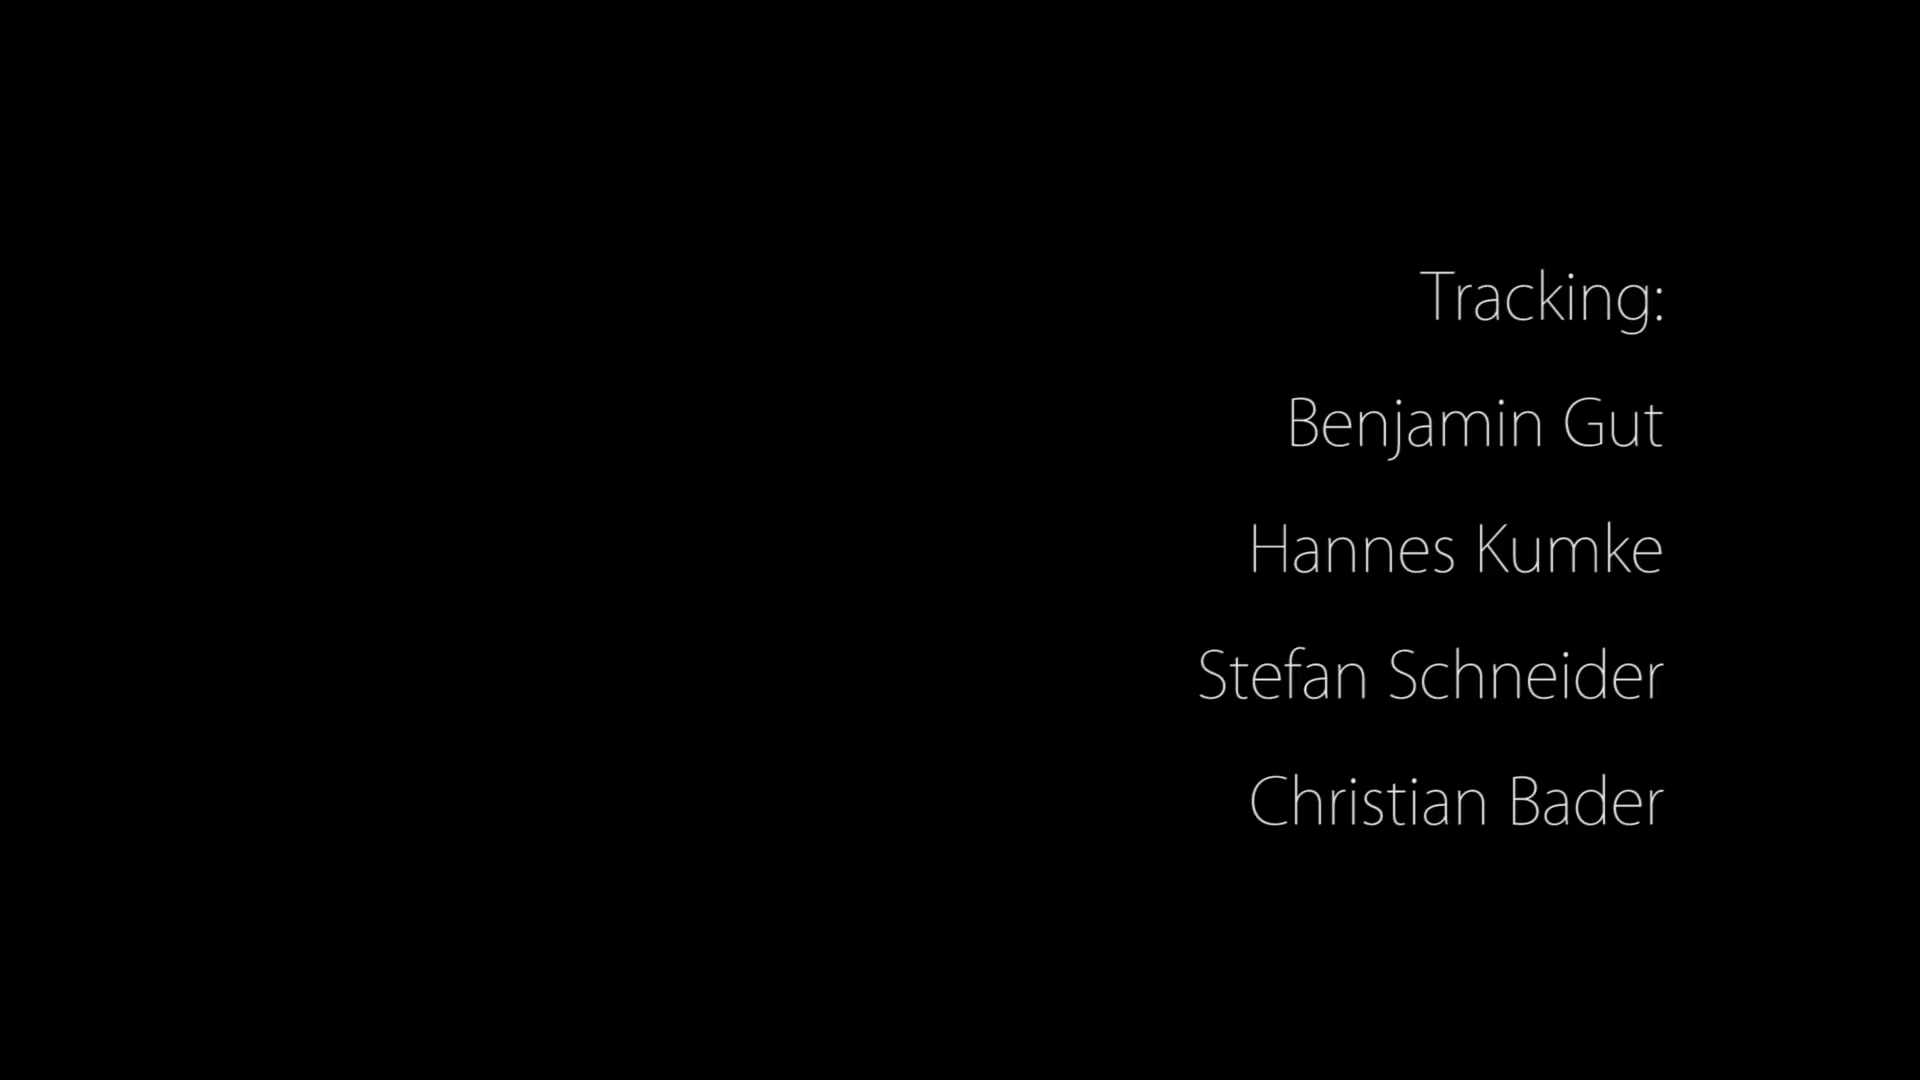 Tracking:
Benjamin Gut
Hannes Kumke
Stefan Schneider
Christian Bader